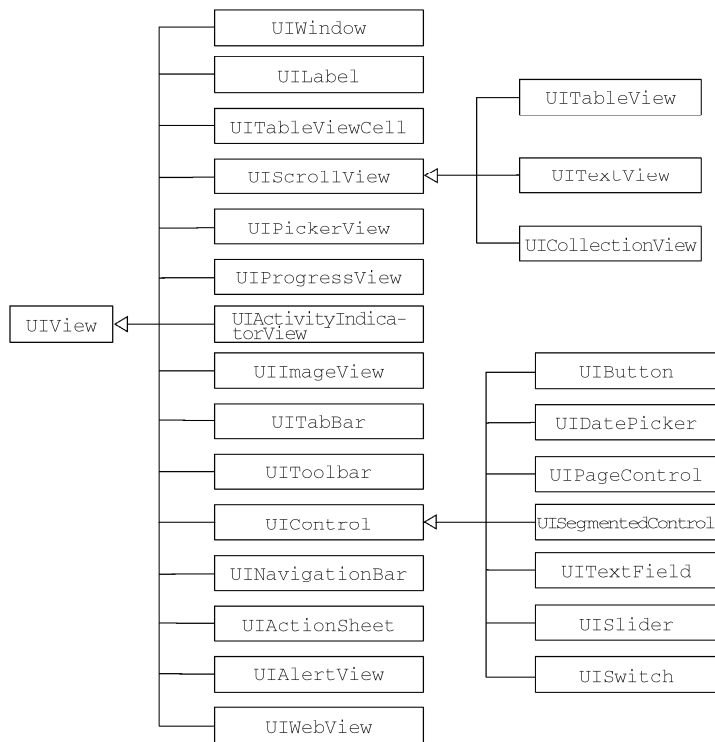 UIWindow
UILabel
UITableViewCell
UIScrollView
UIPickerView
UIProgressView
UIView
UIActivityIndica-
torView
UIImageView
UITabBar
UIToolbar
UIControl
UINavigationBar
UIActionSheet
UIAlertView
UIWebView
UITableView
UITextView
UICollectionView
UIButton
UIDatePicker
UIPageControl
UISegmentedControl
UITextField
UISlider
UISwitch